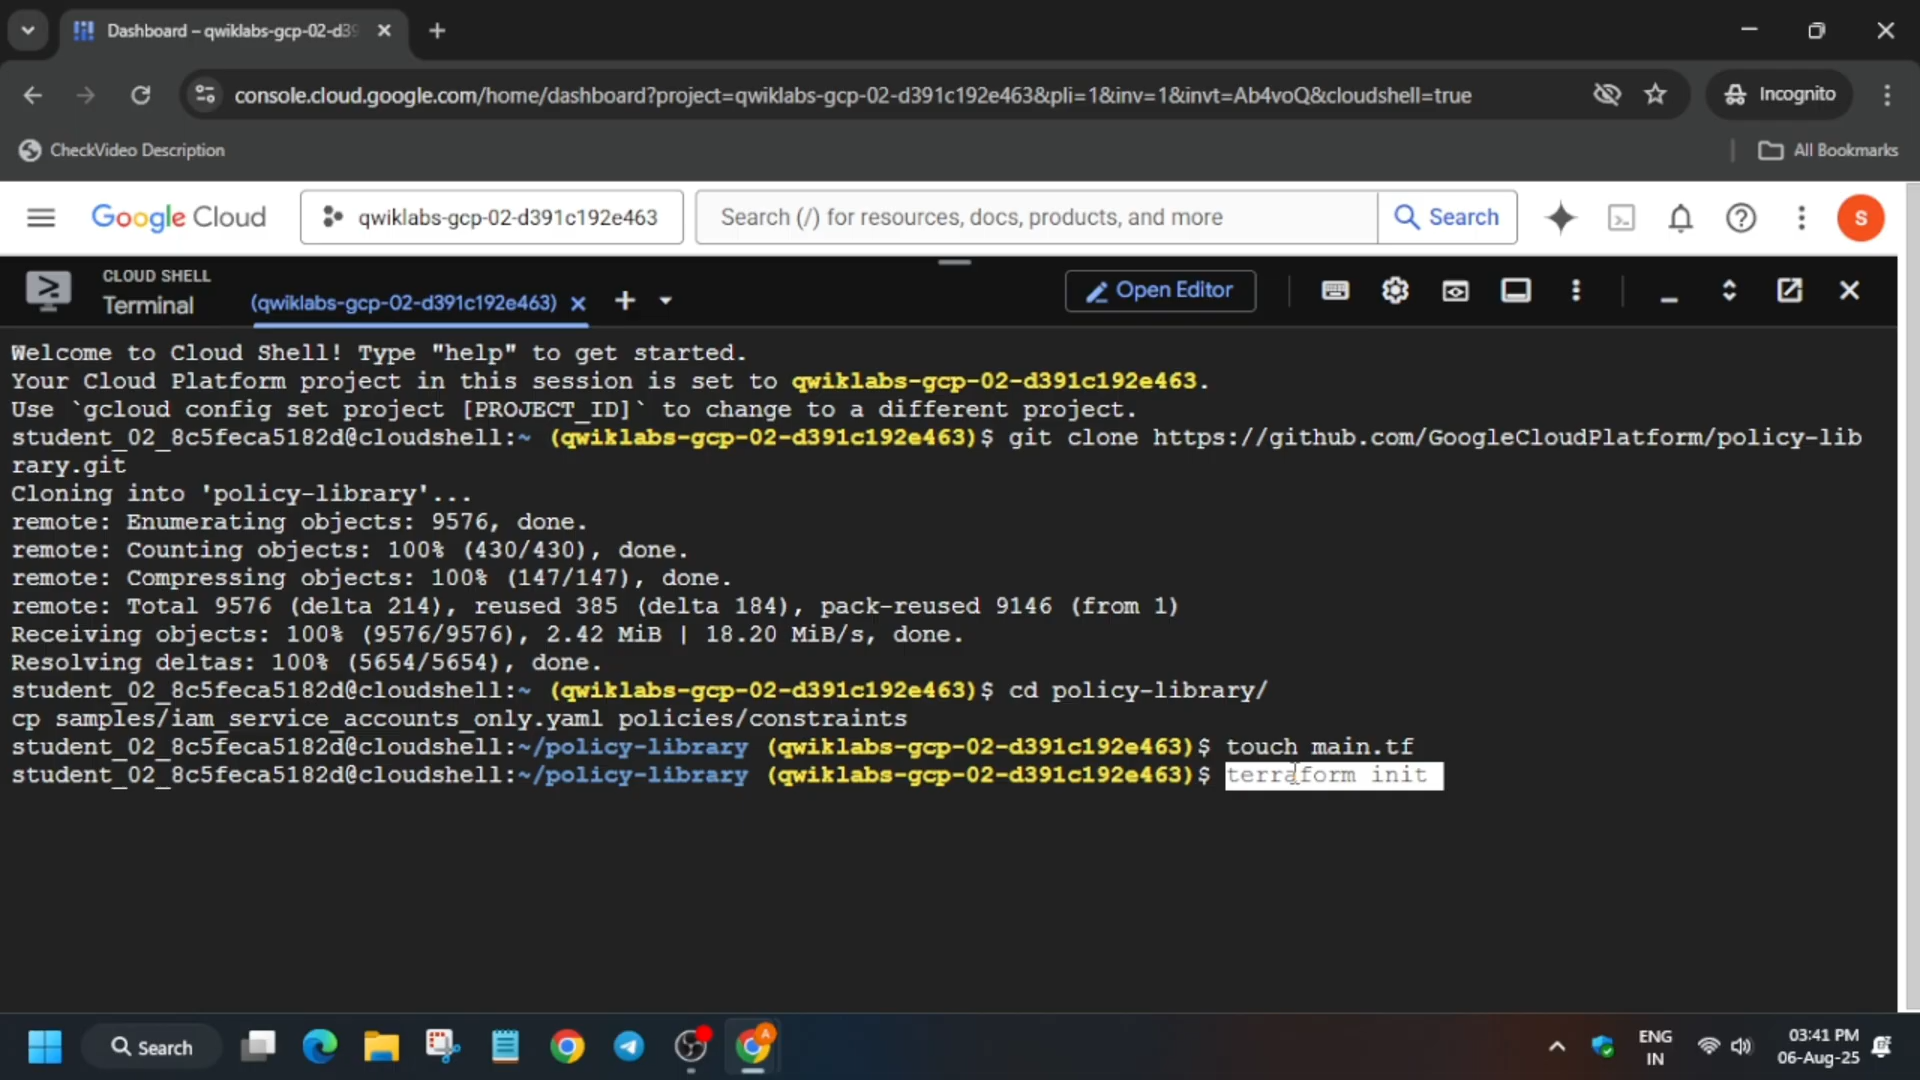 Dashboard – qwiklabs-gcp-02-d39
console.cloud.google.com/home/dashboard?project=qwiklabs-gcp-02-d391c192e463&pli=1&inv=1&invt=Ab4voQ&cloudshell=true
Incognito
CheckVideo Description
All Bookmarks
Google Cloud
qwiklabs-gcp-02-d391c192e463
Search (/) for resources, docs, products, and more
Search
S
CLOUD SHELL
Terminal
(qwiklabs-gcp-02-d391c192e463)
Open Editor
Welcome to Cloud Shell! Type "help" to get started.
Your Cloud Platform project in this session is set to qwiklabs-gcp-02-d391c192e463.
Use `gcloud config set project [PROJECT_ID]` to change to a different project.
student_02_8c5feca5182d@cloudshell:~ (qwiklabs-gcp-02-d391c192e463)$ git clone https://github.com/GoogleCloudPlatform/policy-lib
rary.git
Cloning into 'policy-library'...
remote: Enumerating objects: 9576, done.
remote: Counting objects: 100% (430/430), done.
remote: Compressing objects: 100% (147/147), done.
remote: Total 9576 (delta 214), reused 385 (delta 184), pack-reused 9146 (from 1)
Receiving objects: 100% (9576/9576), 2.42 MiB | 18.20 MiB/s, done.
Resolving deltas: 100% (5654/5654), done.
student_02_8c5feca5182d@cloudshell:~ (qwiklabs-gcp-02-d391c192e463)$ cd policy-library/
cp samples/iam_service_accounts_only.yaml policies/constraints
student_02_8c5feca5182d@cloudshell:~/policy-library (qwiklabs-gcp-02-d391c192e463)$ touch main.tf
student_02_8c5feca5182d@cloudshell:~/policy-library (qwiklabs-gcp-02-d391c192e463)$ terraform init
Search
A
ENG
IN
03:41 PM
06-Aug-25